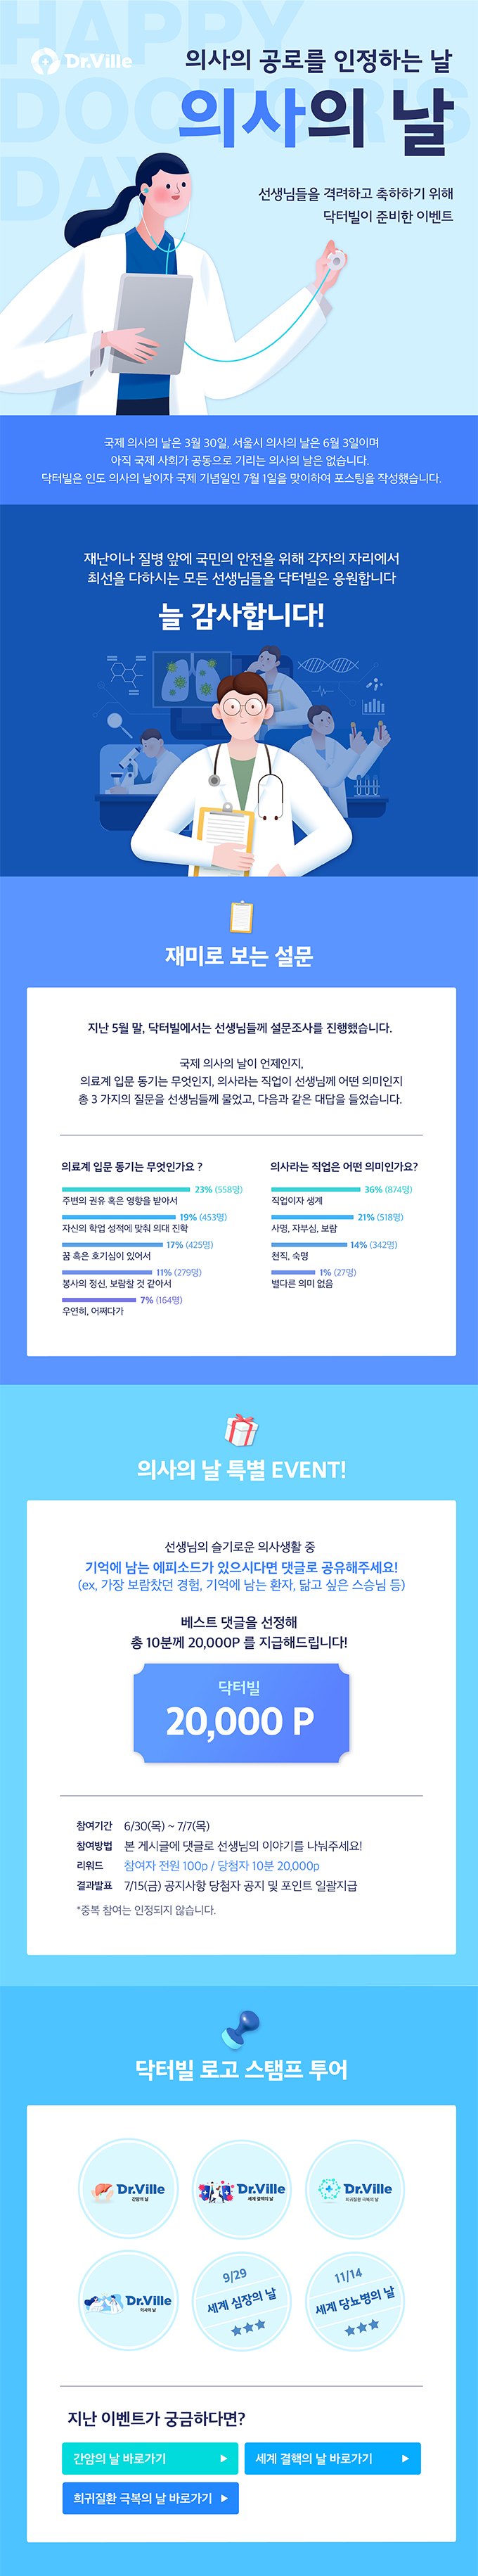 HAPPY
DOCTOR'S
DAY
Dr.Ville
의사의 공로를 인정하는 날
의사의 날
선생님들을 격려하고 축하하기 위해
닥터빌이 준비한 이벤트
국제 의사의 날은 3월 30일, 서울시 의사의 날은 6월 3일이며
아직 국제 사회가 공동으로 기리는 의사의 날은 없습니다.
닥터빌은 인도 의사의 날이자 국제 기념일인 7월 1일을 맞이하여 포스팅을 작성했습니다.
재난이나 질병 앞에 국민의 안전을 위해 각자의 자리에서
최선을 다하시는 모든 선생님들을 닥터빌은 응원합니다
늘 감사합니다!
재미로 보는 설문
지난 5월 말, 닥터빌에서는 선생님들께 설문조사를 진행했습니다.
국제 의사의 날이 언제인지,
의료계 입문 동기는 무엇인지, 의사라는 직업이 선생님께 어떤 의미인지
총 3 가지의 질문을 선생님들께 물었고, 다음과 같은 대답을 들었습니다.
의료계 입문 동기는 무엇인가요 ?
23% (558명)
주변의 권유 혹은 영향을 받아서
19% (453명)
자신의 학업 성적에 맞춰 의대 진학
17% (425명)
꿈 혹은 호기심이 있어서
11% (279명)
봉사의 정신, 보람찰 것 같아서
7% (164명)
우연히, 어쩌다가
의사라는 직업은 어떤 의미인가요?
36% (874명)
직업이자 생계
21% (518명)
사명, 자부심, 보람
14% (342명)
천직, 숙명
1% (27명)
별다른 의미 없음
의사의 날 특별 EVENT!
선생님의 슬기로운 의사생활 중
기억에 남는 에피소드가 있으시다면 댓글로 공유해주세요!
(ex, 가장 보람찼던 경험, 기억에 남는 환자, 닮고 싶은 스승님 등)
베스트 댓글을 선정해
총 10분께 20,000P 를 지급해드립니다!
닥터빌
20,000 P
참여기간 6/30(목) ~ 7/7(목)
참여방법 본 게시글에 댓글로 선생님의 이야기를 나눠주세요!
리워드 참여자 전원 100p / 당첨자 10분 20,000p
결과발표 7/15(금) 공지사항 당첨자 공지 및 포인트 일괄지급
*중복 참여는 인정되지 않습니다.
닥터빌 로고 스탬프 투어
Dr.Ville
간암의 날
Dr.Ville
세계 결핵의 날
Dr.Ville
희귀질환 극복의 날
Dr.Ville
의사의 날
9/29
세계 심장의 날
11/14
세계 당뇨병의 날
지난 이벤트가 궁금하다면?
간암의 날 바로가기
세계 결핵의 날 바로가기
희귀질환 극복의 날 바로가기